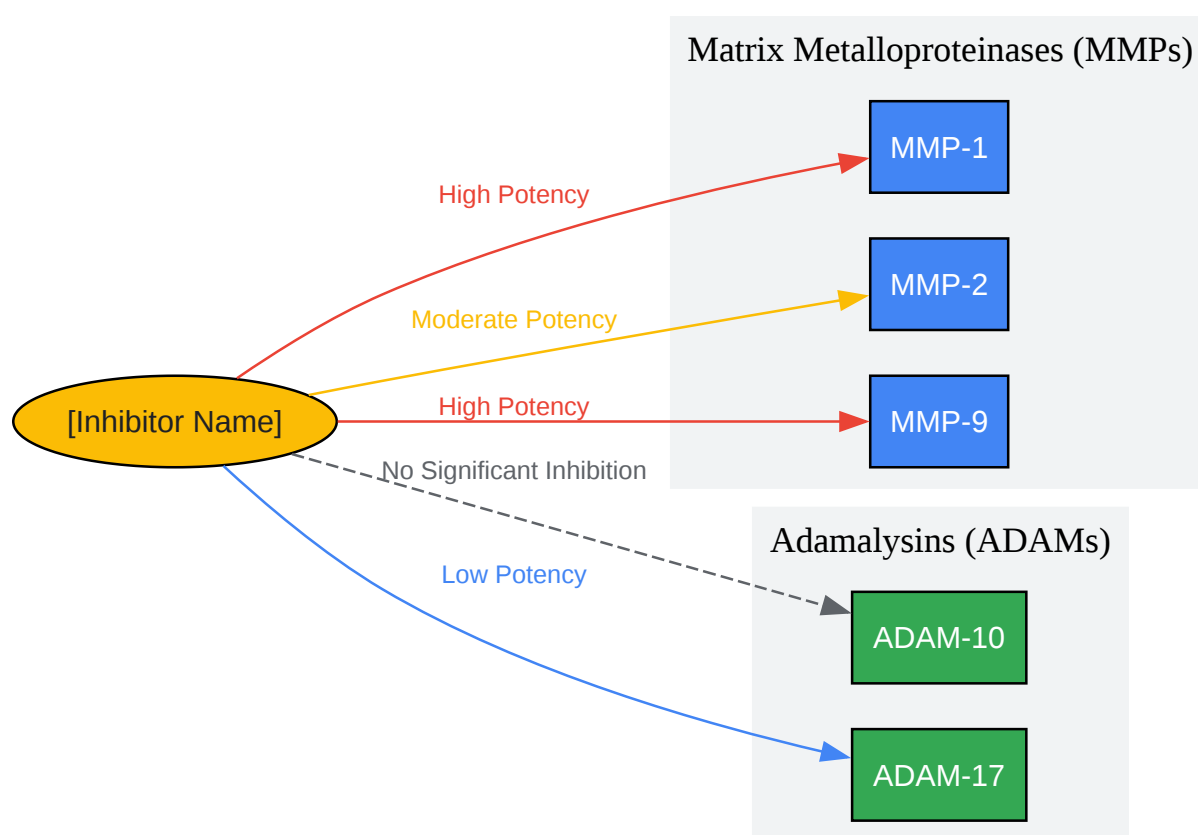 Matrix Metalloproteinases (MMPs)
MMP-1
High Potency
MMP-2
Moderate Potency
[Inhibitor Name]
High Potency
MMP-9
No Significant Inhibition
Adamalysins (ADAMs)
Low Potency
ADAM-10
ADAM-17